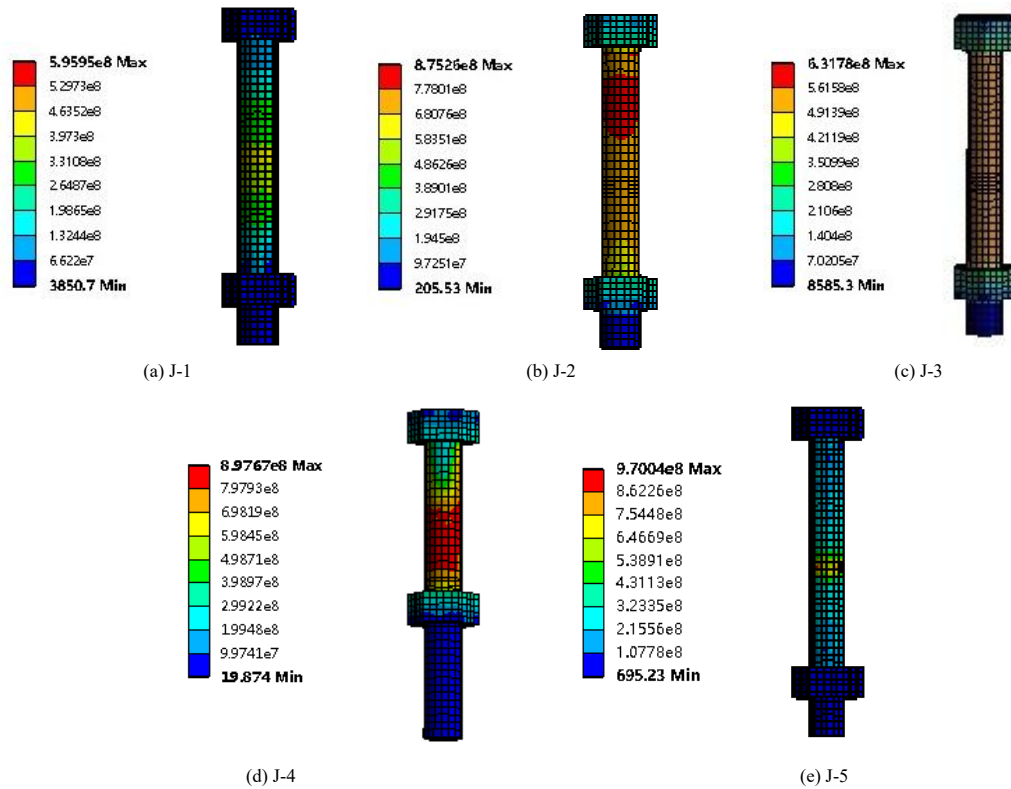 5.9595e8 Max
5.2973e8
4.6352e8
3.973e8
3.3108e8
2.6487e8
1.9865e8
1.3244e8
6.622e7
3850.7 Min
(a) J-1
8.7526e8 Max
7.7801e8
6.8076e8
5.8351e8
4.8626e8
3.8901e8
2.9175e8
1.945e8
9.7251e7
205.53 Min
(b) J-2
6.3178e8 Max
5.6158e8
4.9139e8
4.2119e8
3.5099e8
2.808e8
2.106e8
1.404e8
7.0205e7
8585.3 Min
(c) J-3
8.9767e8 Max
7.9793e8
6.9819e8
5.9845e8
4.9871e8
3.9897e8
2.9922e8
1.9948e8
9.9741e7
19.874 Min
(d) J-4
9.7004e8 Max
8.6226e8
7.5448e8
6.4669e8
5.3891e8
4.3113e8
3.2335e8
2.1556e8
1.0778e8
695.23 Min
(e) J-5